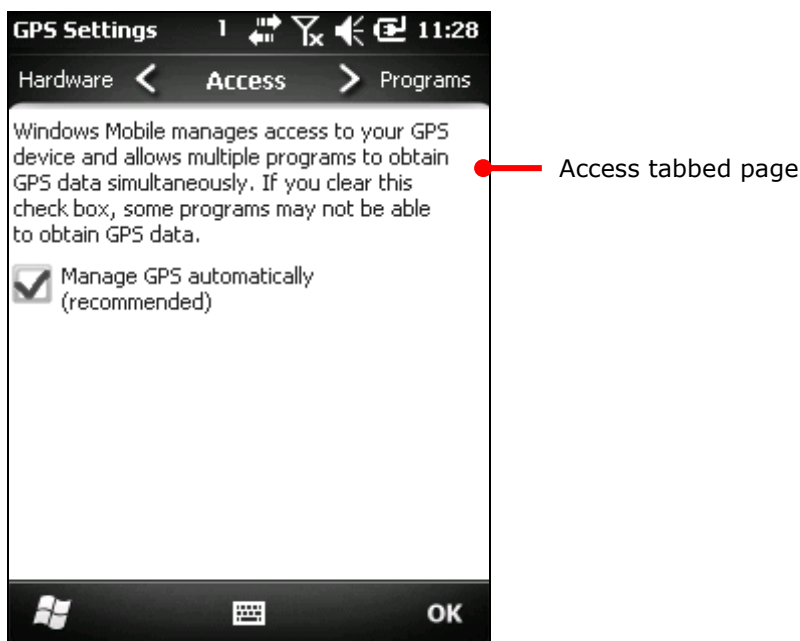 GPS Settings 1 11:28
Hardware < Access > Programs
Windows Mobile manages access to your GPS
device and allows multiple programs to obtain
GPS data simultaneously. If you clear this
check box, some programs may not be able
to obtain GPS data.
Access tabbed page
Manage GPS automatically
(recommended)
OK